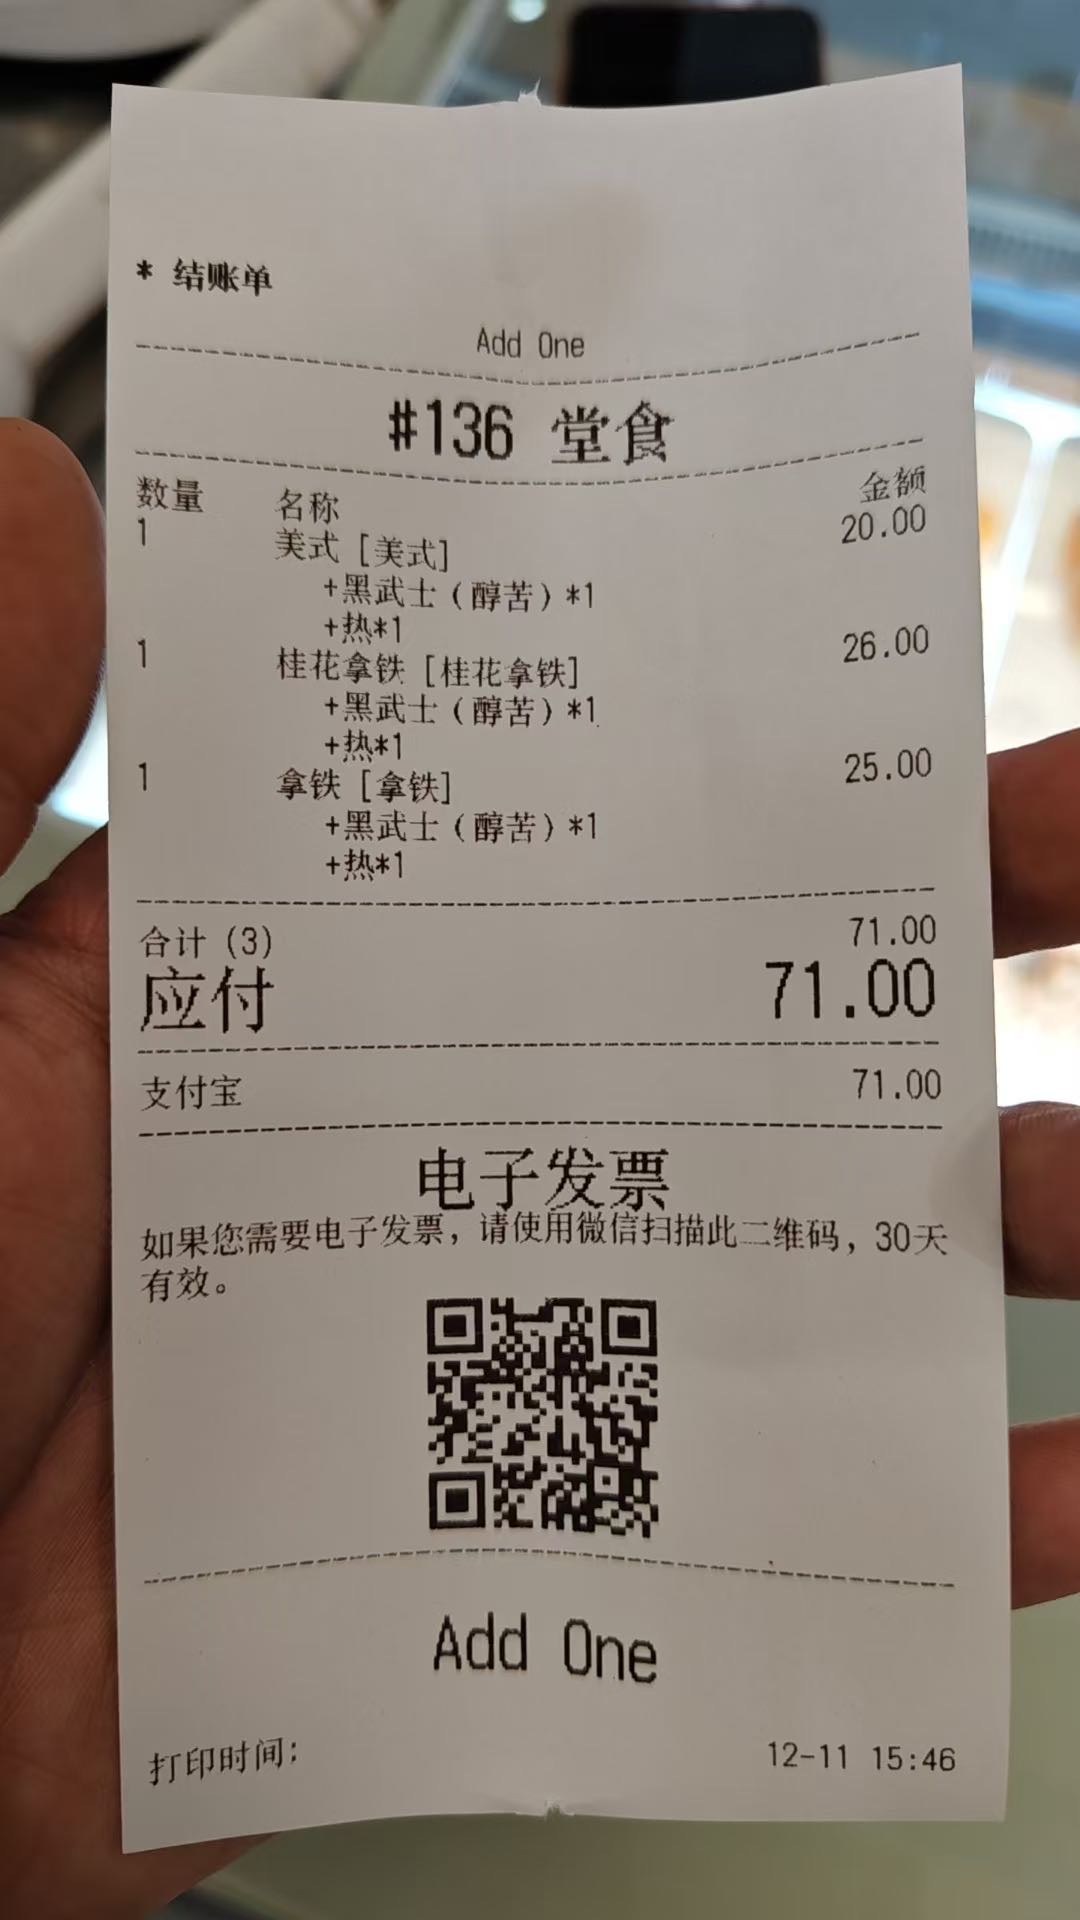 * 结账单
Add One
#136 堂食
数量 名称 金额
1 美式 [美式] 20.00
+黑武士（醇苦）*1
+热*1
1 桂花拿铁 [桂花拿铁] 26.00
+黑武士（醇苦）*1
+热*1
1 拿铁 [拿铁] 25.00
+黑武士（醇苦）*1
+热*1
合计 (3) 71.00
应付 71.00
支付宝 71.00
电子发票
如果您需要电子发票，请使用微信扫描此二维码，30天
有效。
Add One
打印时间： 12-11 15:46